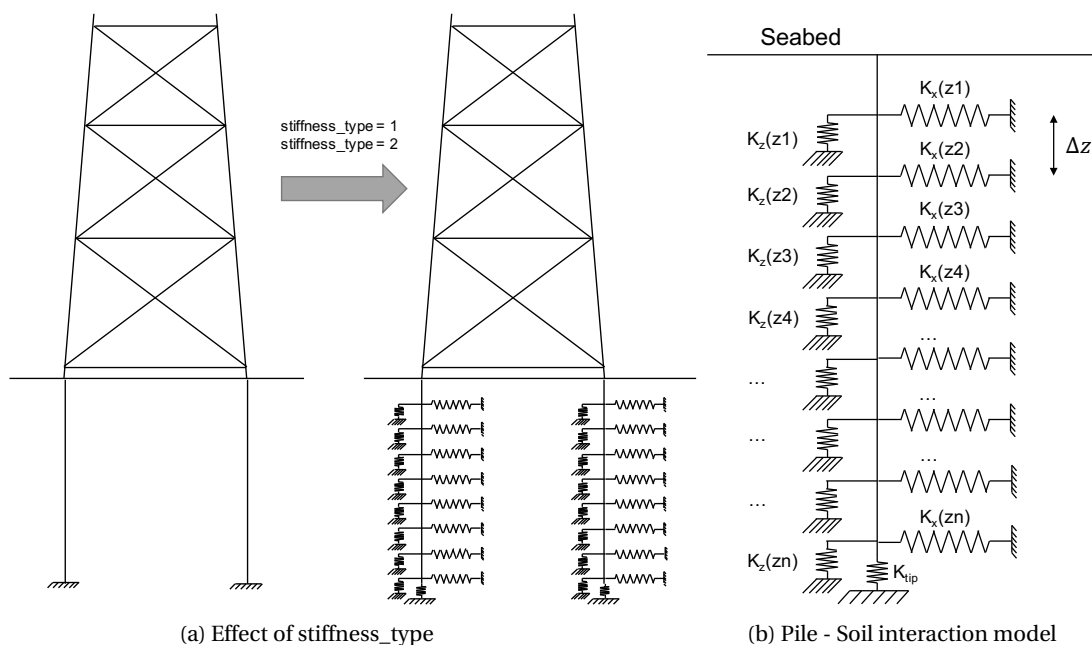 stiffness_type = 1
stiffness_type = 2
(a) Effect of stiffness_type
Seabed
Kx(z1)
Kz(z1)
Δz
Kx(z2)
Kz(z2)
Kx(z3)
Kz(z3)
Kx(z4)
Kz(z4)
...
...
...
...
...
...
Kx(zn)
Kz(zn)
Ktip
(b) Pile - Soil interaction model